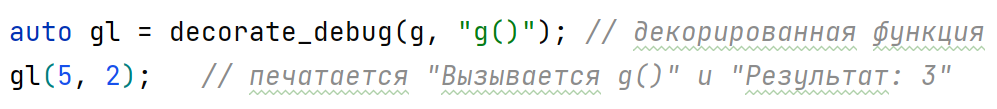 auto gl = decorate_debug(g, "g()"); // декорированная функция
gl(5, 2);   // печатается "Вызывается g()" и "Результат: 3"